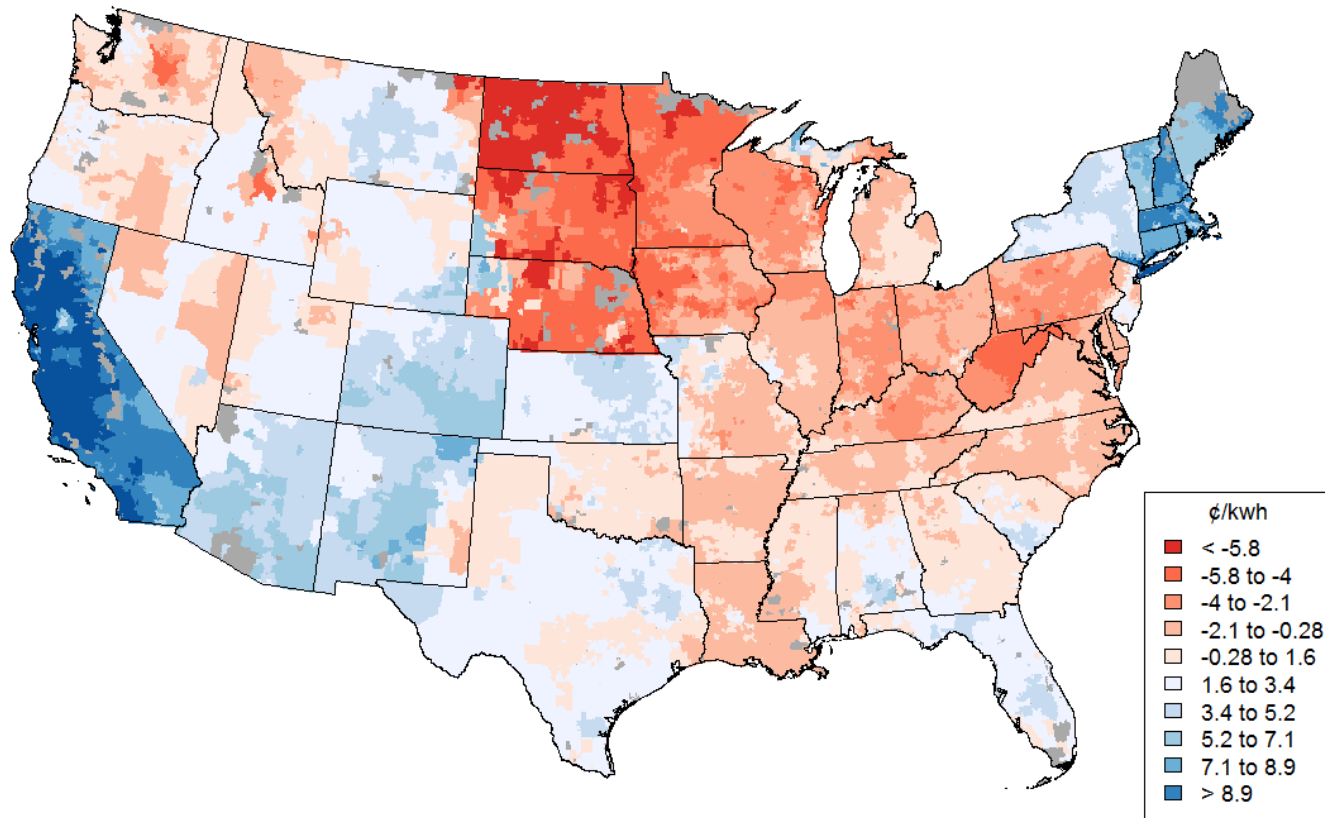 ¢/kwh
< -5.8
-5.8 to -4
-4 to -2.1
-2.1 to -0.28
-0.28 to 1.6
1.6 to 3.4
3.4 to 5.2
5.2 to 7.1
7.1 to 8.9
> 8.9